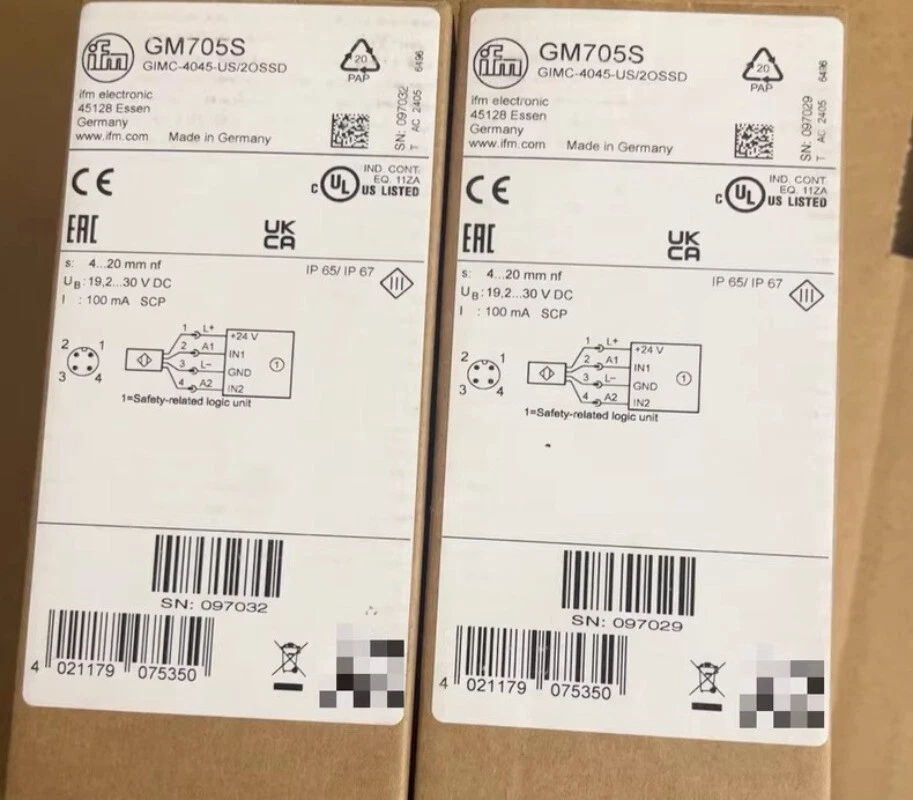 ifm
GM705S
GIMC-4045-US/2OSSD
20
PAP
ifm electronic
45128 Essen
Germany
www.ifm.com Made in Germany
SN: 097032
T AC 2405 6496
CE
C UL US LISTED
IND. CONT.
EQ. 11ZA
EAC
UK
CA
s: 4...20 mm nf
UB : 19,2...30 V DC
I : 100 mA SCP
IP 65/ IP 67
III
2 1
3 4
1 L+ +24 V
2 A1 IN1
3 L– GND
4 A2 IN2
1
1=Safety-related logic unit
SN: 097032
4 021179 075350
ifm
GM705S
GIMC-4045-US/2OSSD
20
PAP
ifm electronic
45128 Essen
Germany
www.ifm.com Made in Germany
SN: 097029
T AC 2405 6496
CE
C UL US LISTED
IND. CONT.
EQ. 11ZA
EAC
UK
CA
s: 4...20 mm nf
UB : 19,2...30 V DC
I : 100 mA SCP
IP 65/ IP 67
III
2 1
3 4
1 L+ +24 V
2 A1 IN1
3 L– GND
4 A2 IN2
1
1=Safety-related logic unit
SN: 097029
4 021179 075350